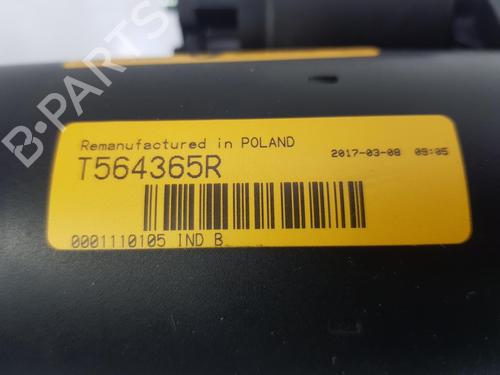 Remanufactured in POLAND
2017-03-08 09:05
T564365R
0001110105 IND B
B-PARTS